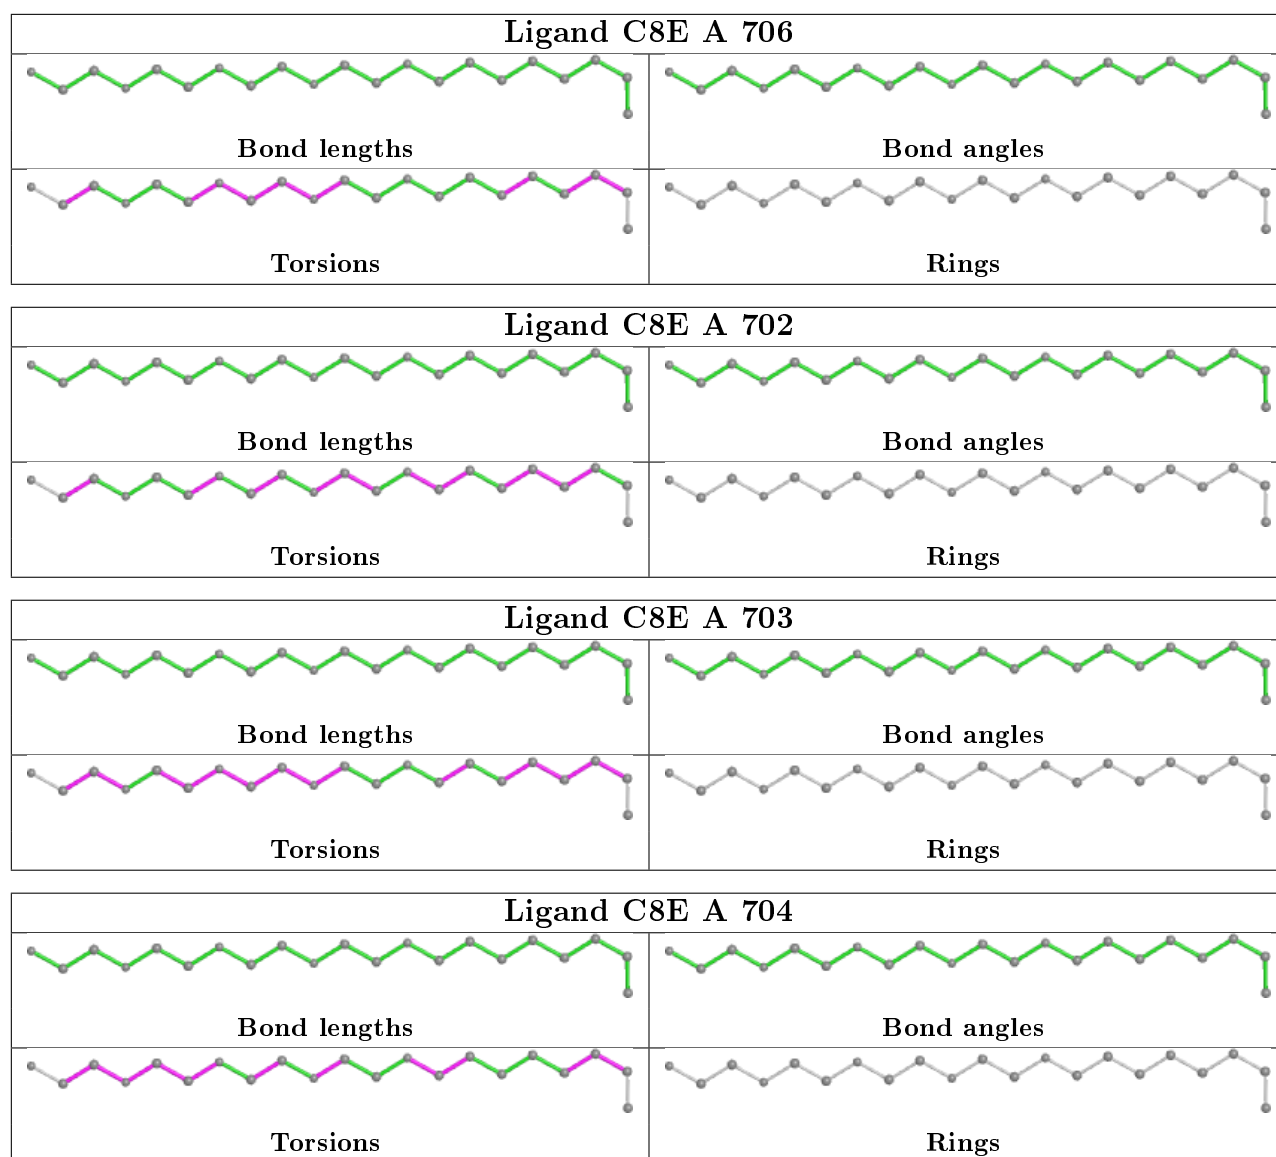 Ligand C8E A 706
Bond lengths
Bond angles
Torsions
Rings
Ligand C8E A 702
Bond lengths
Bond angles
Torsions
Rings
Ligand C8E A 703
Bond lengths
Bond angles
Torsions
Rings
Ligand C8E A 704
Bond lengths
Bond angles
Torsions
Rings